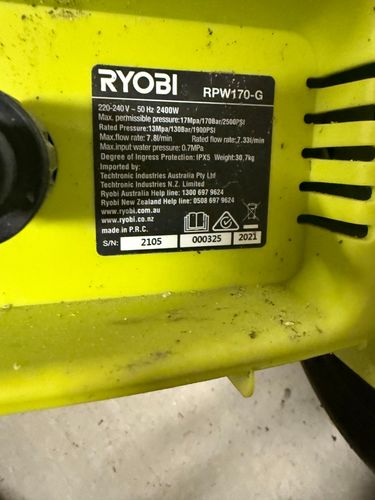 RYOBI RPW170-G
220-240 V ~ 50 Hz 2400W
Max. permissible pressure:17Mpa/170Bar/2500PSI
Rated Pressure:13Mpa/130Bar/1900PSI
Max.flow rate: 7.8l/min Rated flow rate:7.33l/min
Max.input water pressure: 0.7MPa
Degree of Ingress Protection: IPX5 Weight:30,7kg
Imported by:
Techtronic Industries Australia Pty Ltd
Techtronic Industries N.Z. Limited
Ryobi Australia Help line: 1300 697 9624
Ryobi New Zealand Help line: 0508 697 9624
www.ryobi.com.au
www.ryobi.co.nz
made in P.R.C.
S/N: 2105 000325 2021